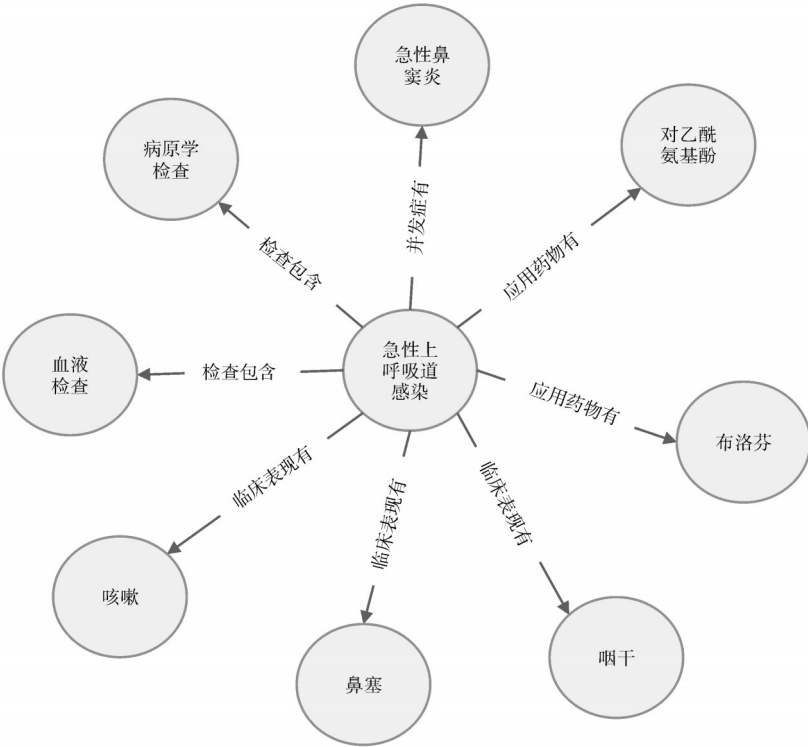 急性鼻
窦炎
病原学
检查
对乙酰
氨基酚
并发症有
检查包含
应用药物有
急性上
呼吸道
感染
血液
检查
检查包含
应用药物有
布洛芬
临床表现有
临床表现有
临床表现有
咳嗽
鼻塞
咽干